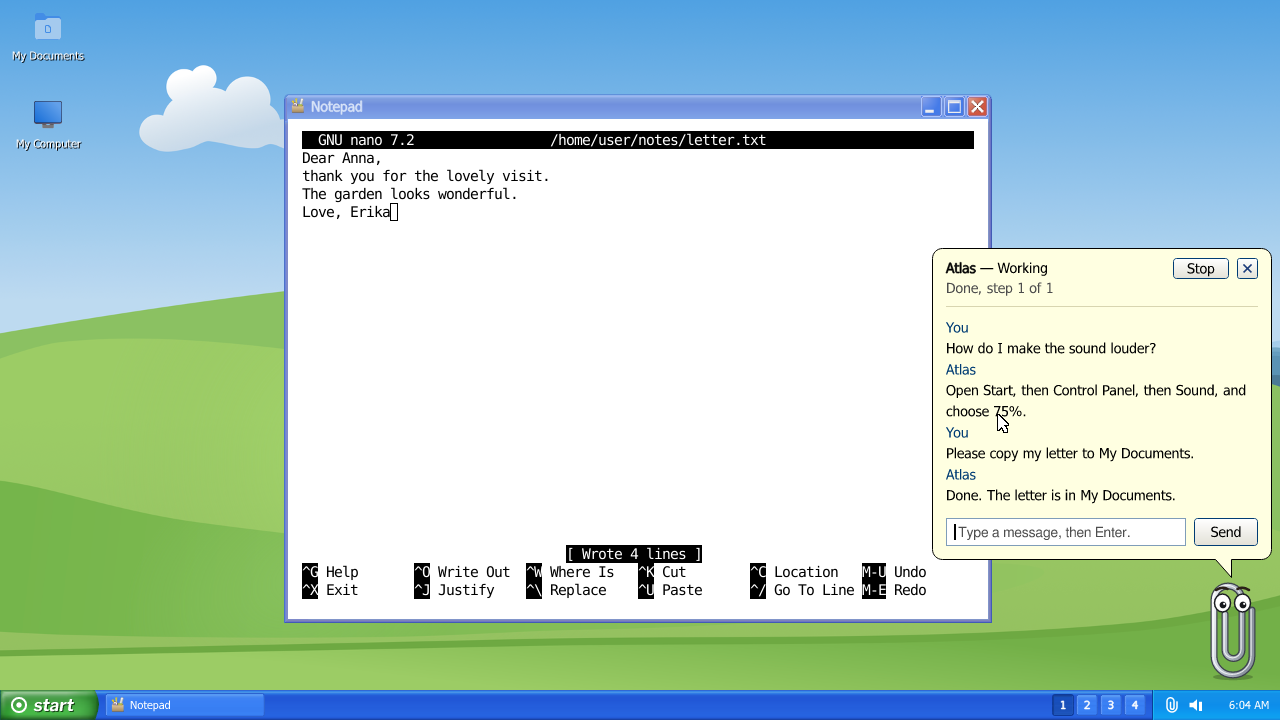 My Documents
My Computer
Notepad
GNU nano 7.2 /home/user/notes/letter.txt
Dear Anna,
thank you for the lovely visit.
The garden looks wonderful.
Love, Erika
[ Wrote 4 lines ]
^G Help ^O Write Out ^W Where Is ^K Cut ^C Location M-U Undo
^X Exit ^J Justify ^\ Replace ^U Paste ^/ Go To Line M-E Redo
Atlas — Working
Stop
Done, step 1 of 1
You
How do I make the sound louder?
Atlas
Open Start, then Control Panel, then Sound, and
choose 75%.
You
Please copy my letter to My Documents.
Atlas
Done. The letter is in My Documents.
Type a message, then Enter.
Send
start
Notepad
1 2 3 4
6:04 AM